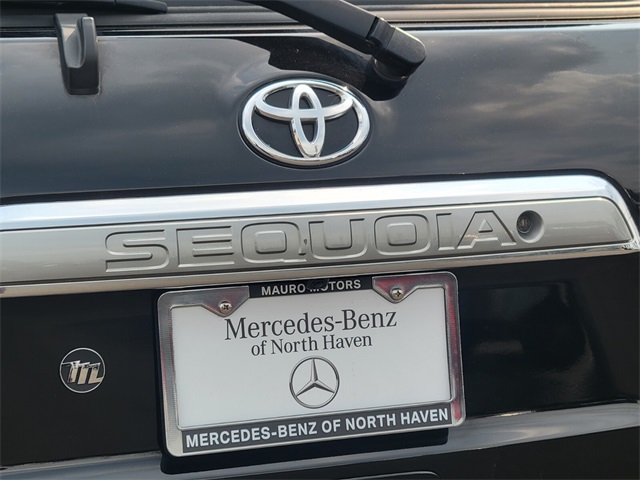 SEQUOIA
MAURO MOTORS
Mercedes-Benz
of North Haven
MERCEDES-BENZ OF NORTH HAVEN